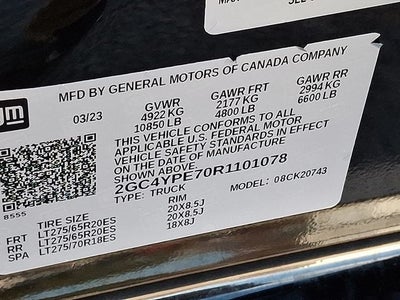 MFD BY GENERAL MOTORS OF CANADA COMPANY
gm
03/23
GVWR GAWR FRT GAWR RR
4922 KG 2177 KG 2994 KG
10850 LB 4800 LB 6600 LB
THIS VEHICLE CONFORMS TO ALL
APPLICABLE U.S. FEDERAL MOTOR
VEHICLE SAFETY STANDARDS IN EFFECT
ON THE DATE OF MANUFACTURE
SHOWN ABOVE.
2GC4YPE70R1101078
TYPE: TRUCK MODEL: 08CK20743
8555
TIRE SIZE RIM
FRT LT275/65R20ES 20X8.5J
RR LT275/65R20ES 20X8.5J
SPA LT275/70R18ES 18X8J